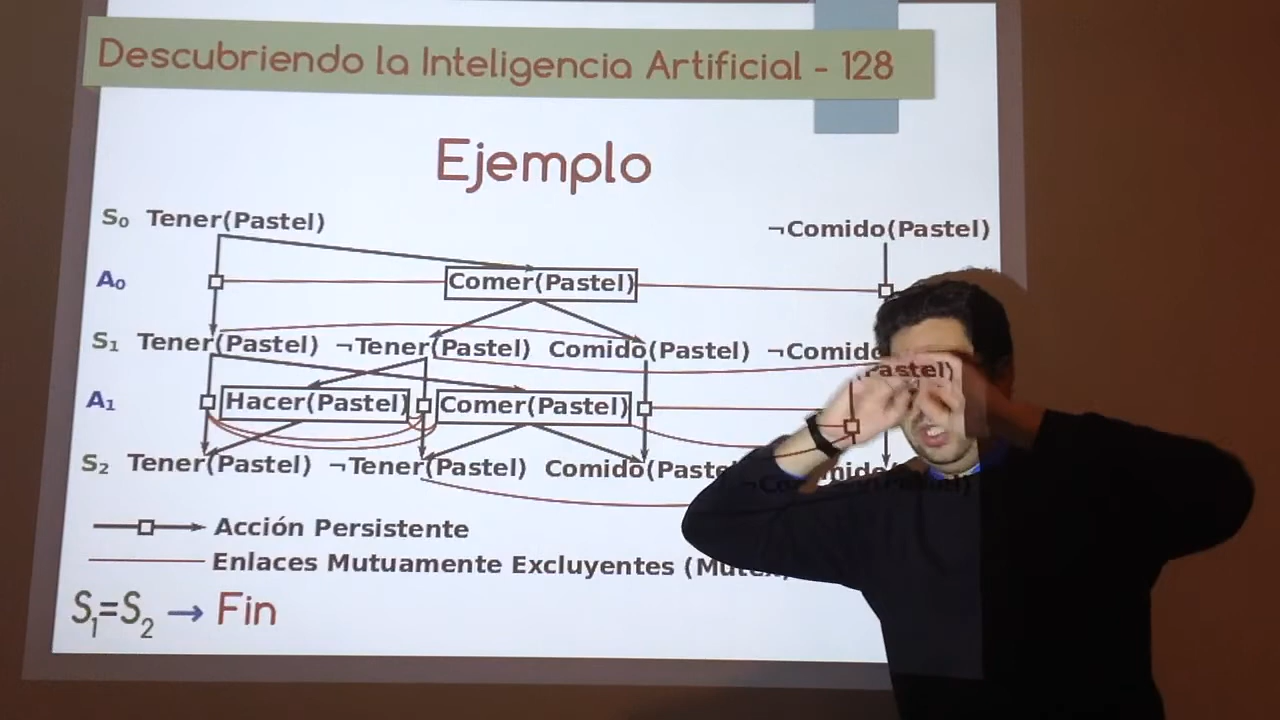 Descubriendo la Inteligencia Artificial - 128
Ejemplo
S₀ Tener(Pastel) ¬Comido(Pastel)
A₀ Comer(Pastel)
S₁ Tener(Pastel) ¬Tener(Pastel) Comido(Pastel) ¬Comido
Pastel)
A₁ Hacer(Pastel) Comer(Pastel)
S₂ Tener(Pastel) ¬Tener(Pastel) Comido(Paste
Acción Persistente
Enlaces Mutuamente Excluyentes (Mutex)
S₁=S₂ → Fin